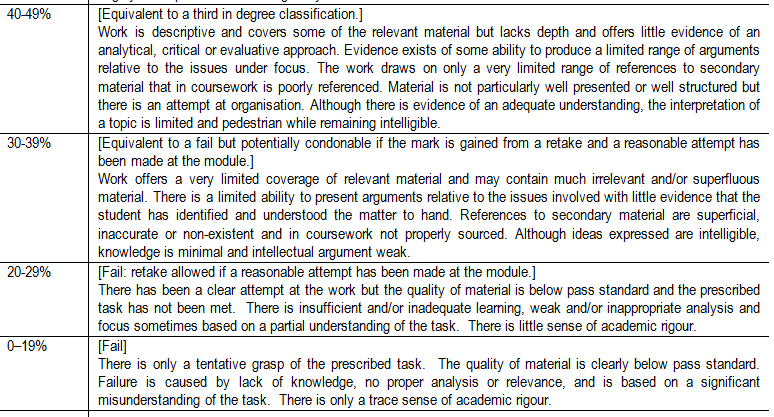 40-49%
[Equivalent to a third in degree classification.]
Work is descriptive and covers some of the relevant material but lacks depth and offers little evidence of an
analytical, critical or evaluative approach. Evidence exists of some ability to produce a limited range of arguments
relative to the issues under focus. The work draws on only a very limited range of references to secondary
material that in coursework is poorly referenced. Material is not particularly well presented or well structured but
there is an attempt at organisation. Although there is evidence of an adequate understanding, the interpretation
of a topic is limited and pedestrian while remaining intelligible.
30-39%
[Equivalent to a fail but potentially condonable if the mark is gained from a retake and a reasonable attempt has
been made at the module.]
Work offers a very limited coverage of relevant material and may contain much irrelevant and/or superfluous
material. There is a limited ability to present arguments relative to the issues involved with little evidence that the
student has identified and understood the matter to hand. References to secondary material are superficial,
inaccurate or non-existent and in coursework not properly sourced. Although ideas expressed are intelligible,
knowledge is minimal and intellectual argument weak.
20-29%
[Fail: retake allowed if a reasonable attempt has been made at the module.]
There has been a clear attempt at the work but the quality of material is below pass standard and the prescribed
task has not been met. There is insufficient and/or inadequate learning, weak and/or inappropriate analysis and
focus sometimes based on a partial understanding of the task. There is little sense of academic rigour.
0–19%
[Fail]
There is only a tentative grasp of the prescribed task. The quality of material is clearly below pass standard.
Failure is caused by lack of knowledge, no proper analysis or relevance, and is based on a significant
misunderstanding of the task. There is only a trace sense of academic rigour.